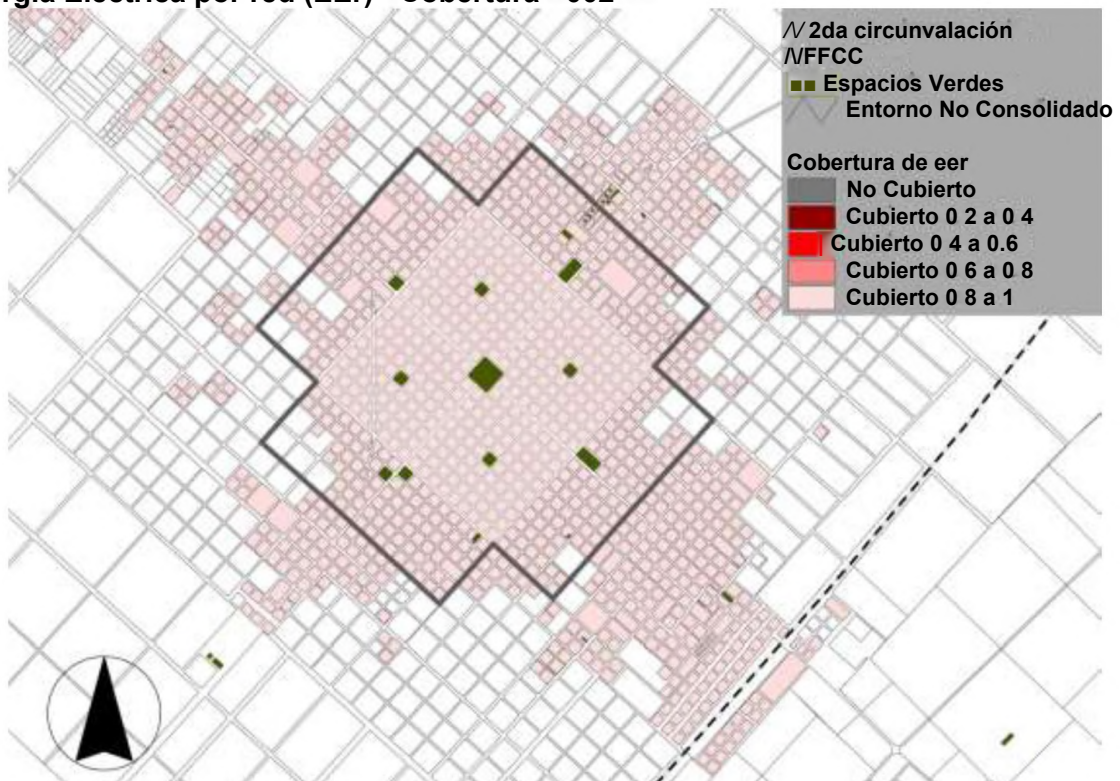 2da circunvalación
FFCC
Espacios Verdes
Entorno No Consolidado
Cobertura de eer
No Cubierto
Cubierto 0 2 a 0 4
Cubierto 0 4 a 0.6
Cubierto 0 6 a 0 8
Cubierto 0 8 a 1